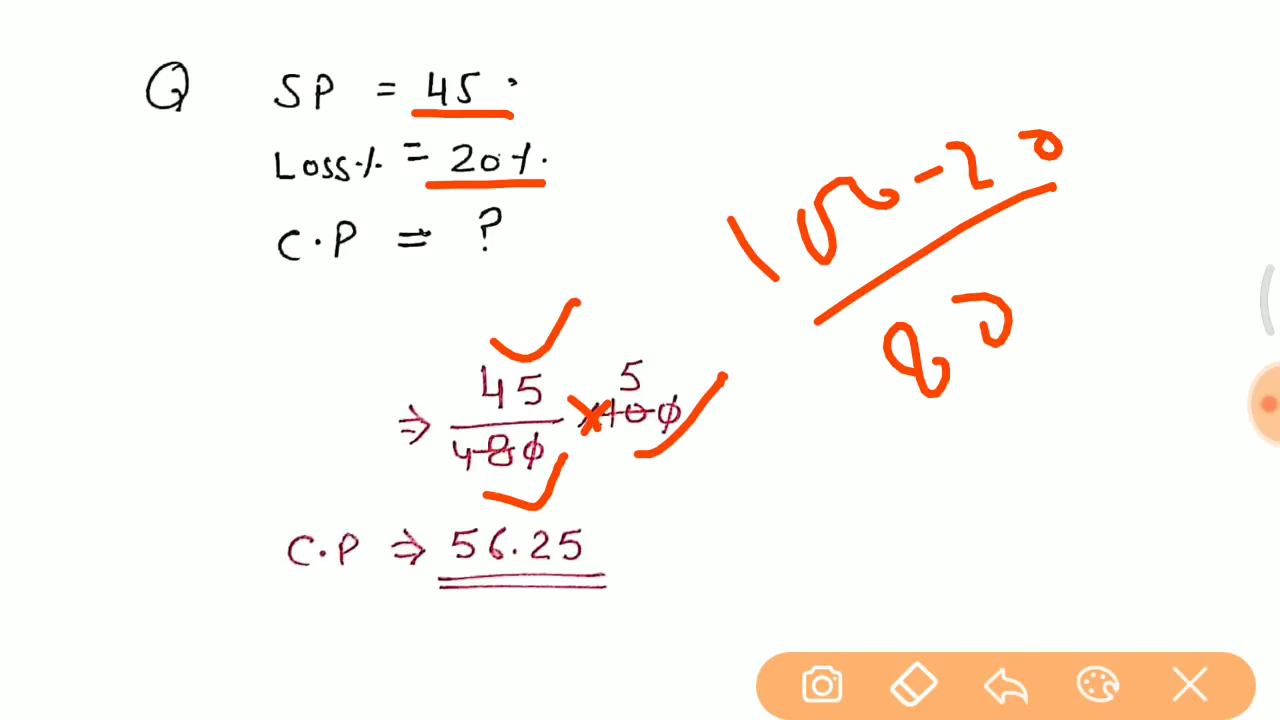 Q SP = 45
Loss% = 20%.
C.P = ?
100-20
80
5
⇒ 45/480 × 100
C.P ⇒ 56.25